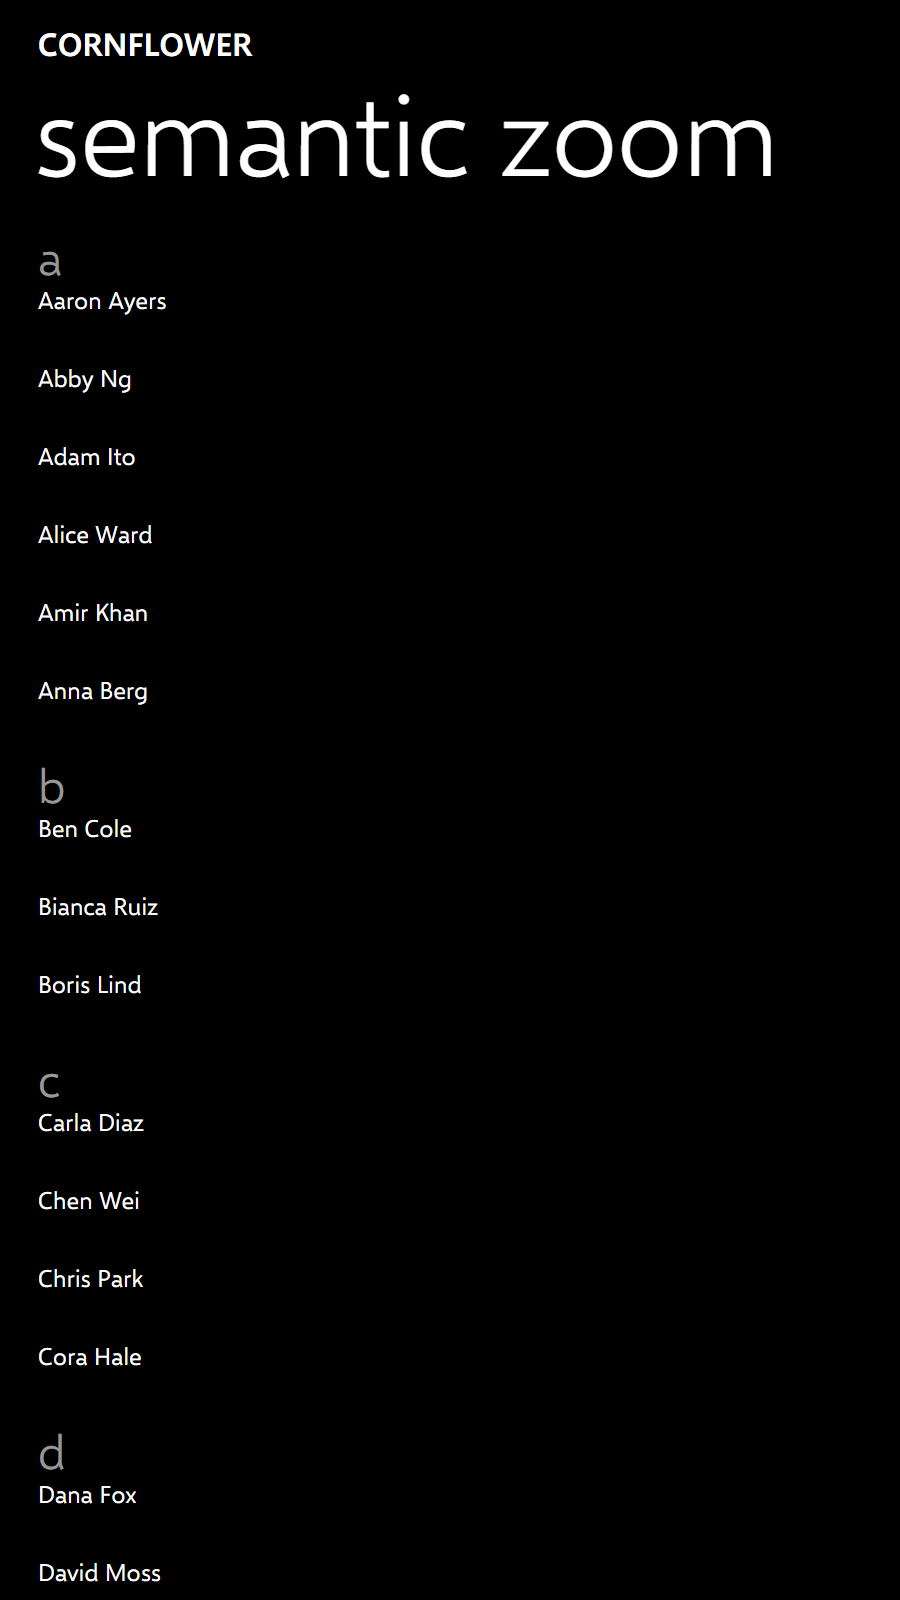 CORNFLOWER
semantic zoom
a
Aaron Ayers
Abby Ng
Adam Ito
Alice Ward
Amir Khan
Anna Berg
b
Ben Cole
Bianca Ruiz
Boris Lind
c
Carla Diaz
Chen Wei
Chris Park
Cora Hale
d
Dana Fox
David Moss